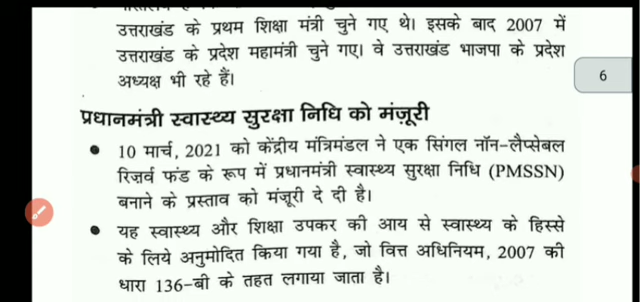 उत्तराखंड के प्रथम शिक्षा मंत्री चुने गए थे। इसके बाद 2007 में
उत्तराखंड के प्रदेश महामंत्री चुने गए। वे उत्तराखंड भाजपा के प्रदेश
अध्यक्ष भी रहे हैं।
6
प्रधानमंत्री स्वास्थ्य सुरक्षा निधि को मंज़ूरी
● 10 मार्च, 2021 को केंद्रीय मंत्रिमंडल ने एक सिंगल नॉन-लैप्सेबल
रिज़र्व फंड के रूप में प्रधानमंत्री स्वास्थ्य सुरक्षा निधि (PMSSN)
बनाने के प्रस्ताव को मंज़ूरी दे दी है।
● यह स्वास्थ्य और शिक्षा उपकर की आय से स्वास्थ्य के हिस्से
के लिये अनुमोदित किया गया है, जो वित्त अधिनियम, 2007 की
धारा 136-बी के तहत लगाया जाता है।